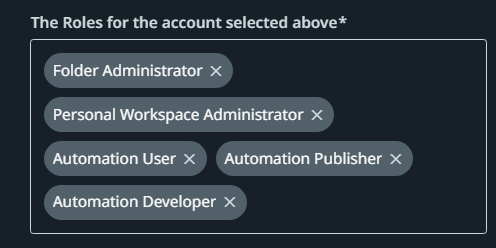 The Roles for the account selected above*
Folder Administrator ×
Personal Workspace Administrator ×
Automation User × Automation Publisher ×
Automation Developer ×